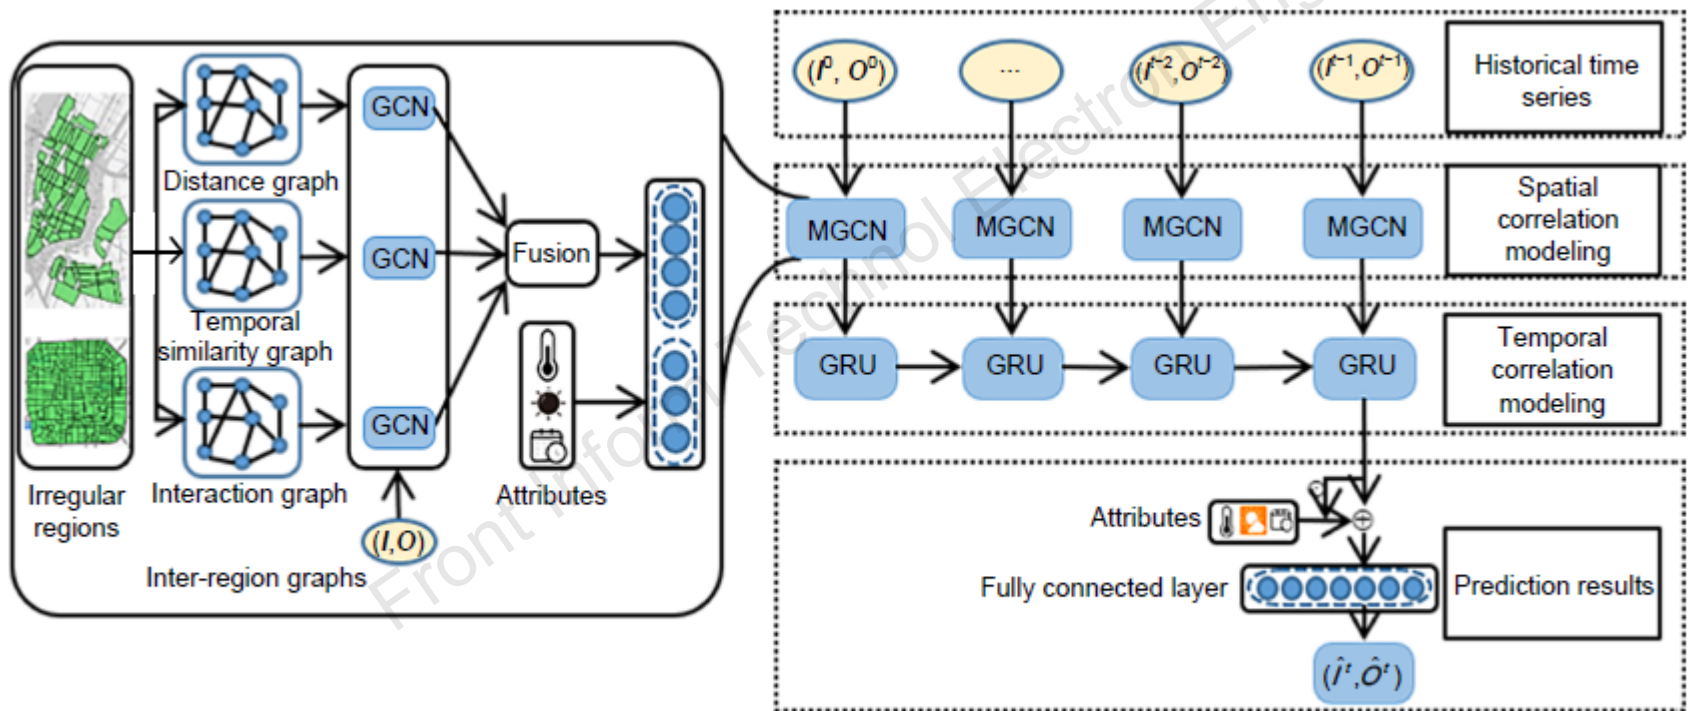 GCN
Distance graph
GCN
Temporal
similarity graph
GCN
Interaction graph
Irregular
regions
(I,O)
Inter-region graphs
Fusion
Attributes
(I⁰, O⁰)
...
(Iᵗ⁻²,Oᵗ⁻²)
(Iᵗ⁻¹,Oᵗ⁻¹)
Historical time
series
MGCN
MGCN
MGCN
MGCN
Spatial
correlation
modeling
GRU
GRU
GRU
GRU
Temporal
correlation
modeling
Attributes
Fully connected layer
Prediction results
(Îᵗ,Ôᵗ)
Front Inform Technol Electron Eng